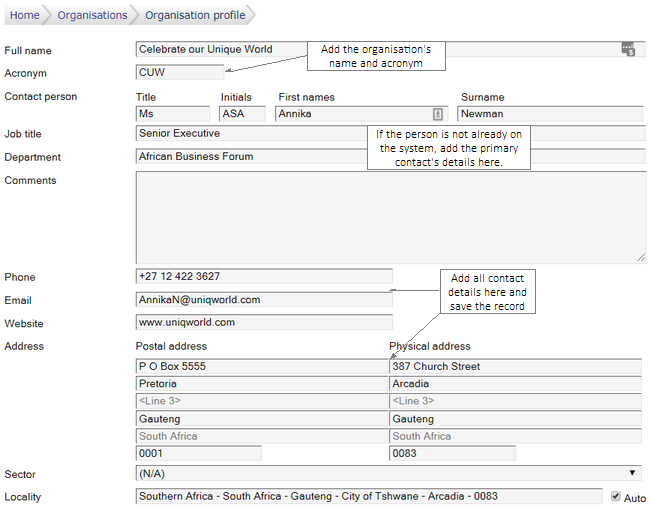 Home Organisations Organisation profile
Full name Celebrate our Unique World
Add the organisation's
name and acronym
Acronym CUW
Contact person Title Initials First names Surname
Ms ASA Annika Newman
Job title Senior Executive
If the person is not already on
the system, add the primary
contact's details here.
Department African Business Forum
Comments
Phone +27 12 422 3627
Add all contact
details here and
save the record
Email AnnikaN@uniqworld.com
Website www.uniqworld.com
Address Postal address Physical address
P O Box 5555 387 Church Street
Pretoria Arcadia
<Line 3> <Line 3>
Gauteng Gauteng
South Africa South Africa
0001 0083
Sector (N/A)
Locality Southern Africa - South Africa - Gauteng - City of Tshwane - Arcadia - 0083 Auto